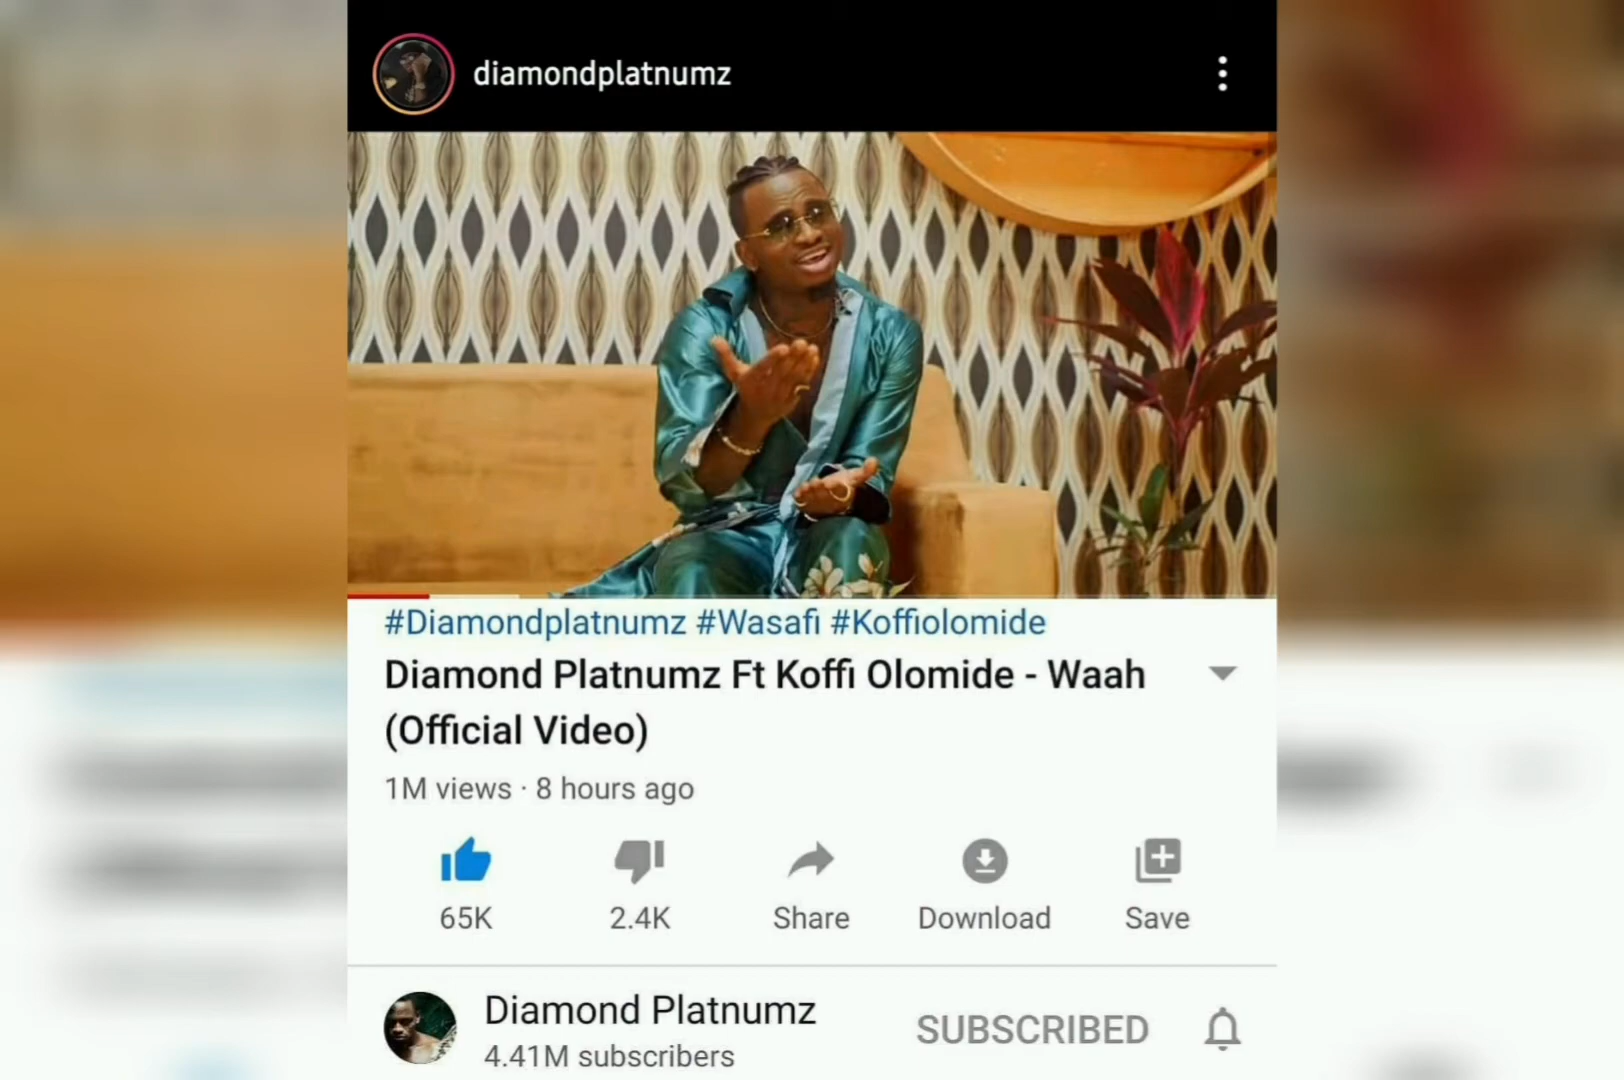 diamondplatnumz
#Diamondplatnumz #Wasafi #Koffiolomide
Diamond Platnumz Ft Koffi Olomide - Waah
(Official Video)
1M views · 8 hours ago
65K
2.4K
Share
Download
Save
Diamond Platnumz
4.41M subscribers
SUBSCRIBED